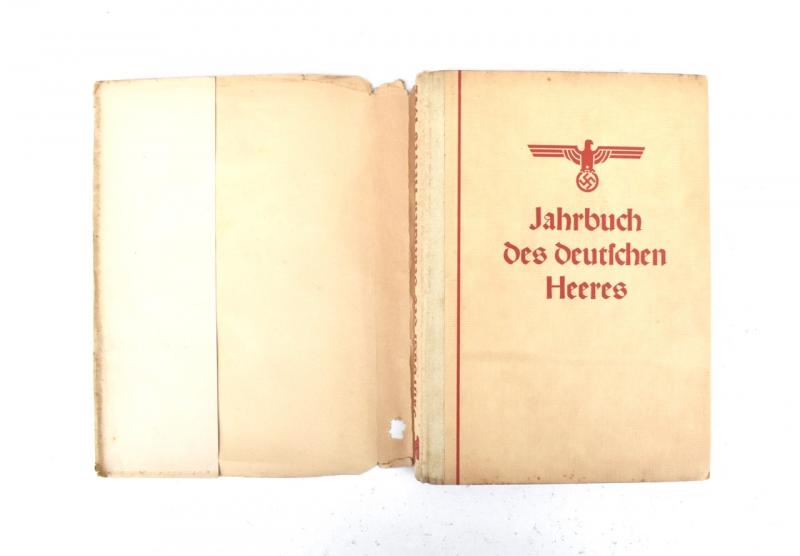 Jahrbuch
des deutschen
Heeres